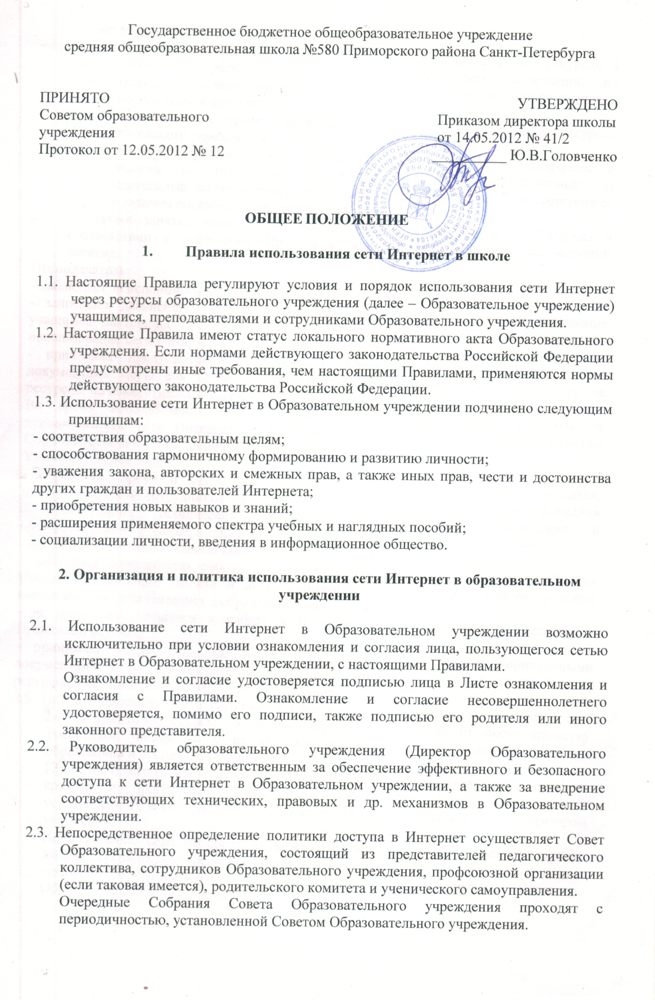 Государственное бюджетное общеобразовательное учреждение
средняя общеобразовательная школа №580 Приморского района Санкт-Петербурга
ПРИНЯТО
Советом образовательного
учреждения
Протокол от 12.05.2012 № 12
УТВЕРЖДЕНО
Приказом директора школы
от 14.05.2012 № 41/2
__________ Ю.В.Головченко
ОБЩЕЕ ПОЛОЖЕНИЕ
1. Правила использования сети Интернет в школе
1.1. Настоящие Правила регулируют условия и порядок использования сети Интернет
через ресурсы образовательного учреждения (далее – Образовательное учреждение)
учащимися, преподавателями и сотрудниками Образовательного учреждения.
1.2. Настоящие Правила имеют статус локального нормативного акта Образовательного
учреждения. Если нормами действующего законодательства Российской Федерации
предусмотрены иные требования, чем настоящими Правилами, применяются нормы
действующего законодательства Российской Федерации.
1.3. Использование сети Интернет в Образовательном учреждении подчинено следующим
принципам:
- соответствия образовательным целям;
- способствования гармоничному формированию и развитию личности;
- уважения закона, авторских и смежных прав, а также иных прав, чести и достоинства
других граждан и пользователей Интернета;
- приобретения новых навыков и знаний;
- расширения применяемого спектра учебных и наглядных пособий;
- социализации личности, введения в информационное общество.
2. Организация и политика использования сети Интернет в образовательном
учреждении
2.1. Использование сети Интернет в Образовательном учреждении возможно
исключительно при условии ознакомления и согласия лица, пользующегося сетью
Интернет в Образовательном учреждении, с настоящими Правилами.
Ознакомление и согласие удостоверяется подписью лица в Листе ознакомления и
согласия с Правилами. Ознакомление и согласие несовершеннолетнего
удостоверяется, помимо его подписи, также подписью его родителя или иного
законного представителя.
2.2. Руководитель образовательного учреждения (Директор Образовательного
учреждения) является ответственным за обеспечение эффективного и безопасного
доступа к сети Интернет в Образовательном учреждении, а также за внедрение
соответствующих технических, правовых и др. механизмов в Образовательном
учреждении.
2.3. Непосредственное определение политики доступа в Интернет осуществляет Совет
Образовательного учреждения, состоящий из представителей педагогического
коллектива, сотрудников Образовательного учреждения, профсоюзной организации
(если таковая имеется), родительского комитета и ученического самоуправления.
Очередные Собрания Совета Образовательного учреждения проходят с
периодичностью, установленной Советом Образовательного учреждения.